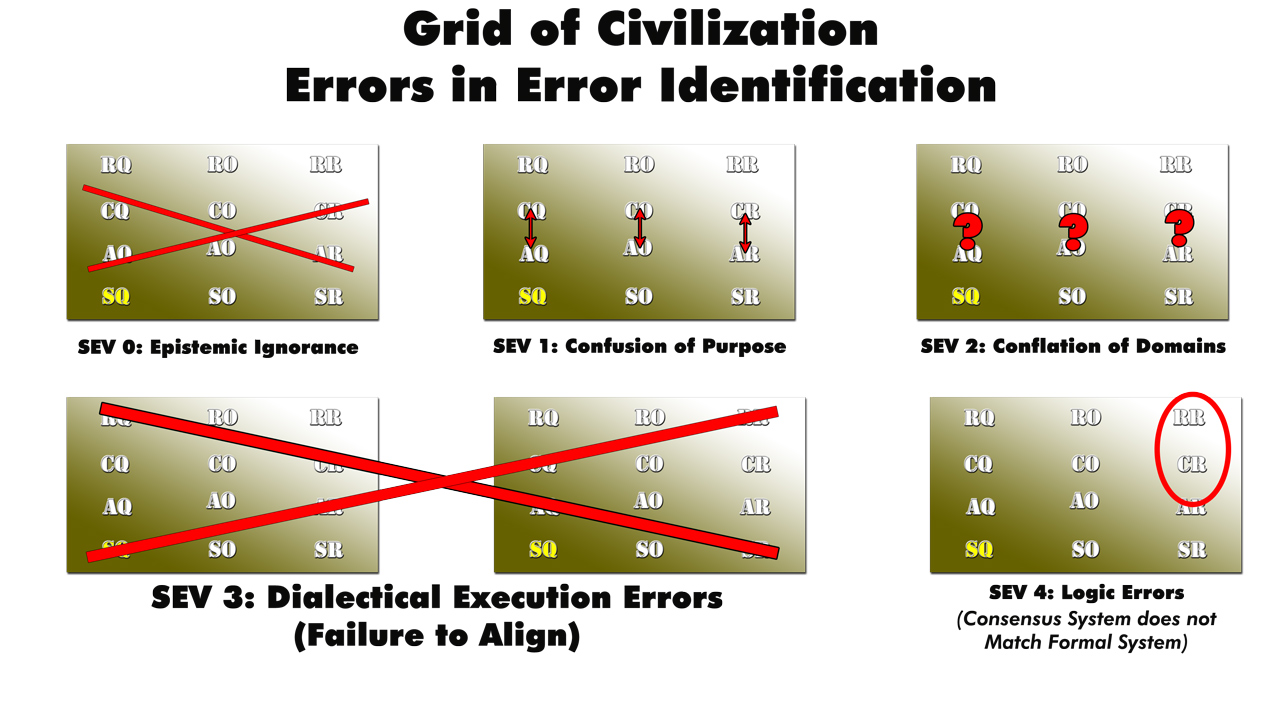 Grid of Civilization
Errors in Error Identification
RQ RO RR
CQ CO CR
AQ AO AR
SQ SO SR
SEV 0: Epistemic Ignorance
RQ RO RR
CQ CO CR
AQ AO AR
SQ SO SR
SEV 1: Confusion of Purpose
RQ RO RR
CQ CO CR
AQ AO AR
SQ SO SR
SEV 2: Conflation of Domains
RQ RO RR
CQ CO CR
AQ AO AR
SQ SO SR
RQ RO RR
CQ CO CR
AQ AO AR
SQ SO SR
SEV 3: Dialectical Execution Errors
(Failure to Align)
RQ RO RR
CQ CO CR
AQ AO AR
SQ SO SR
SEV 4: Logic Errors
(Consensus System does not
Match Formal System)